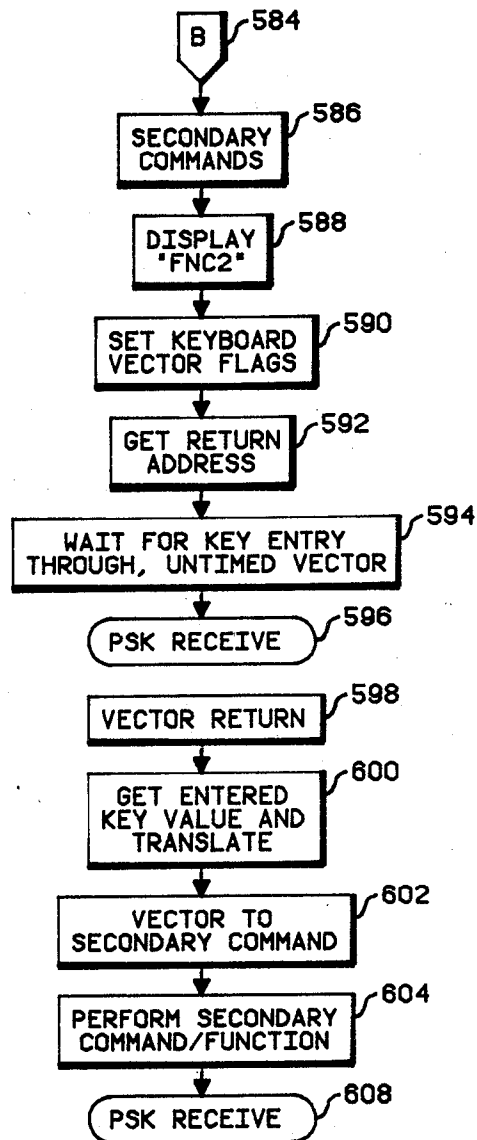 B
584
586
SECONDARY
COMMANDS
588
DISPLAY
"FNC2"
590
SET KEYBOARD
VECTOR FLAGS
592
GET RETURN
ADDRESS
594
WAIT FOR KEY ENTRY
THROUGH, UNTIMED VECTOR
596
PSK RECEIVE
598
VECTOR RETURN
600
GET ENTERED
KEY VALUE AND
TRANSLATE
602
VECTOR TO
SECONDARY COMMAND
604
PERFORM SECONDARY
COMMAND/FUNCTION
608
PSK RECEIVE